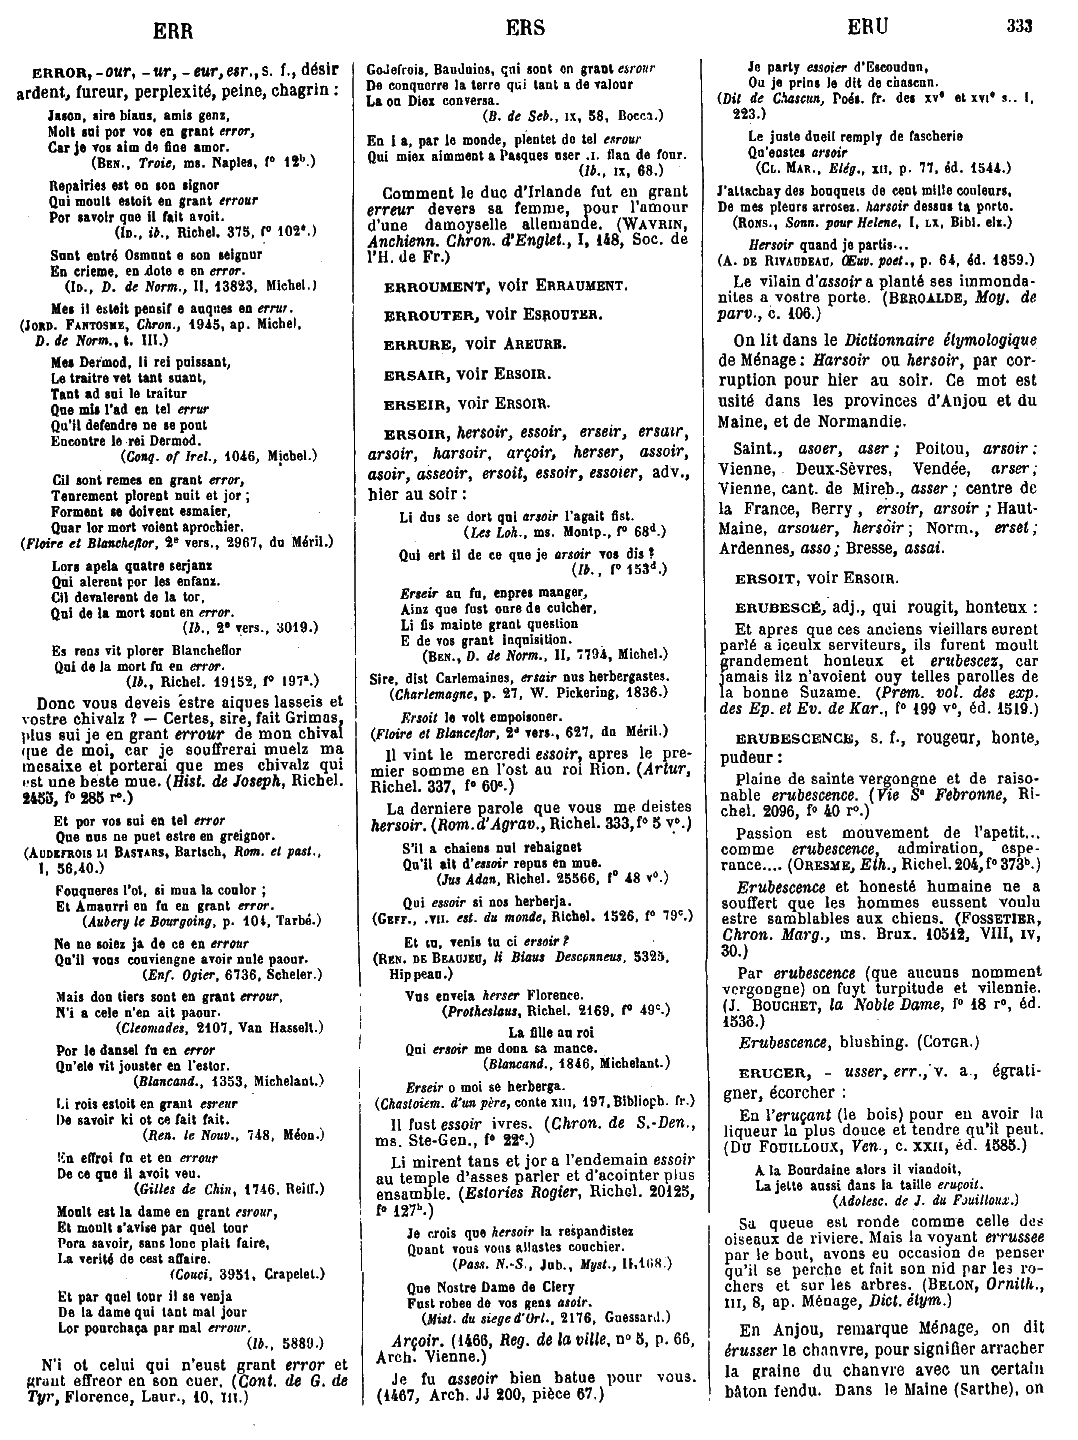 ERR
ERS
ERU 333
ERROR, -our, -ur, -eur, esr., s. f., désir
ardent, fureur, perplexité, peine, chagrin :
Jason, sire biaus, amis genz,
Molt sui por vos en grant error,
Car je vos aim de fine amor.
(BEN., Troie, ms. Naples, fº 12b.)
Repairies est en son signor
Qui moult estoit en grant errour
Por savoir que il fait avoit.
(ID., ib., Richel. 375, fº 102a.)
Sunt entré Osmunt e son seignur
En crieme, en dote e en error.
(ID., D. de Norm., II, 13823, Michel.)
Mes il esteit pensif e auques en errur.
(JORD. FANTOSME, Chron., 1945, ap. Michel,
D. de Norm., t. III.)
Mes Dermod, li rei puissant,
Le traitre vet tant suant,
Tant ad sui le traitur
Que mis l'ad en tel errur
Qu'il defendre ne se pout
Encontre le rei Dermod.
(Conq. of Irel., 1046, Michel.)
Cil sont remes en grant error,
Tenrement plorent nuit et jor ;
Forment se doivent esmaier,
Quar lor mort voient aprochier.
(Floire et Blancheflor, 2e vers., 2967, du Méril.)
Lors apela quatre serjanz
Qui alerent por les enfanz.
Cil devalerent de la tor,
Qui de la mort sont en error.
(Ib., 2e vers., 3019.)
Es rens vit plorer Blancheflor
Qui de la mort fu en error.
(Ib., Richel. 19152, fº 197a.)
Donc vous deveis estre aiques lasseis et
vostre chivalz ? — Certes, sire, fait Grimas,
plus sui je en grant errour de mon chival
que de moi, car je souffrerai muelz ma
mesaixe et porterai que mes chivalz qui
est une beste mue. (Hist. de Joseph, Richel.
2455, fº 285 rº.)
Et por vos sui en tel error
Que nus ne puet estre en greignor.
(AUDEFROIS LI BASTARS, Bartsch, Rom. et past.,
I, 56,40.)
Fouqueres l'ot, si mua la coulor ;
Et Amaurri en fu en grant error.
(Aubery le Bourgoing, p. 104, Tarbé.)
Ne ne soiez ja de ce en errour
Qu'il vous couviengne avoir nule paour.
(Enf. Ogier, 6736, Scheler.)
Mais dou tiers sont en grant errour,
N'i a cele n'en ait paour.
(Cleomades, 2107, Van Hasselt.)
Por le dansel fu en error
Qu'ele vit jouster en l'estor.
(Blancand., 1353, Michelant.)
Li rois estoit en grant esreur
De savoir ki ot ce fait fait.
(Ren. le Nouv., 748, Méon.)
En effroi fu et en errour
De ce que il avoit veu.
(Gilles de Chin, 1746, Reiff.)
Moult est la dame en grant esrour,
Et moult s'avise par quel tour
Pora savoir, sans lonc plait faire,
La verité de cest affaire.
(Couci, 3951, Crapelet.)
Et par quel tour il se venja
De la dame qui tant mal jour
Lor pourchaça par mal errour.
(Ib., 5889.)
N'i ot celui qui n'eust grant error et
grant effreor en son cuer. (Cont. de G. de
Tyr, Florence, Laur., 10, III.)
Godefrois, Bauduins, qui sont en grant esrour
De conquerre la terre qui tant a de valour
La ou Diex conversa.
(B. de Seb., IX, 58, Bocca.)
En i a, par le monde, plentet de tel esrour
Qui miex aimment a Pasques user .I. flan de four.
(Ib., IX, 68.)
Comment le duc d'Irlande fut en grant
erreur devers sa femme, pour l'amour
d'une damoyselle allemande. (WAVRIN,
Anchienn. Chron. d'Englet., I, 148, Soc. de
l'H. de Fr.)
ERROUMENT, voir ERRAUMENT.
ERROUTER, voir ESROUTER.
ERRURE, voir AREURE.
ERSAIR, voir ERSOIR.
ERSEIR, voir ERSOIR.
ERSOIR, hersoir, essoir, erseir, ersair,
arsoir, harsoir, arçoir, herser, assoir,
asoir, asseoir, ersoit, essoir, essoier, adv.,
hier au soir :
Li dus se dort qui arsoir l'agait fist.
(Les Loh., ms. Montp., fº 68d.)
Qui ert il de ce que je arsoir vos dis ?
(Ib., fº 153d.)
Erseir au fu, enpres manger,
Ainz que fust oure de culcher,
Li fis mainte grant question
E de vos grant inquisition.
(BEN., D. de Norm., II, 7794, Michel.)
Sire, dist Carlemaines, ersair nus herbergastes.
(Charlemagne, p. 27, W. Pickering, 1836.)
Ersoit le volt empoisoner.
(Floire et Blanceflor, 2e vers., 627, du Méril.)
Il vint le mercredi essoir, apres le pre-
mier somme en l'ost au roi Rion. (Artur,
Richel. 337, fº 60c.)
La derniere parole que vous me deistes
hersoir. (Rom. d'Agrav., Richel. 333, fº 5 vº.)
S'il a chaiens nul rehaignet
Qu'il ait d'essoir repus en mue.
(Jus Adan, Richel. 25566, fº 48 vº.)
Qui essoir si nos herberja.
(GEFF., .VII. est. du monde, Richel. 1526, fº 79c.)
Et tu, venis tu ci ersoir ?
(REN. DE BEAUJEU, li Biaus Desconneus, 5325,
Hippeau.)
Vus enveia herser Florence.
(Protheslaus, Richel. 2169, fº 49c.)
La fille au roi
Qui ersoir me dona sa mance.
(Blancand., 1846, Michelant.)
Erseir o moi se herberga.
(Chastoiem. d'un père, conte XIII, 197, Biblioph. fr.)
Il fust essoir ivres. (Chron. de S.-Den.,
ms. Ste-Gen., fº 22c.)
Li mirent tans et jor a l'endemain essoir
au temple d'asses parler et d'acointer plus
ensamble. (Estories Rogier, Richel. 20125,
fº 127b.)
Je crois que hersoir la respandistez
Quant vous vous allastes couchier.
(Pass. N.-S., Jub., Myst., II, 168.)
Que Nostre Dame de Clery
Fust robee de vos gens asoir.
(Mist. du siege d'Orl., 2176, Guessard.)
Arçoir. (1466, Reg. de la ville, nº 5, p. 66,
Arch. Vienne.)
Je fu asseoir bien batue pour vous.
(1467, Arch. JJ 200, pièce 67.)
Je party essoier d'Escoudun,
Ou je prins le dit de chascun.
(Dit de Chascun, Poés. fr. des XVe et XVIe s., I,
223.)
Le juste dueil remply de fascherie
Qu'eustes arsoir
(CL. MAR., Elég., XII, p. 77, éd. 1544.)
J'attachay des bouquets de cent mille couleurs,
De mes pleurs arrosez. harsoir dessus ta porte.
(RONS., Sonn. pour Helene, I, LX, Bibl. elz.)
Hersoir quand je partis...
(A. DE RIVAUDEAU, Œuv. poet., p. 64, éd. 1859.)
Le vilain d'assoir a planté ses immonda-
nites a vostre porte. (BEROALDE, Moy. de
parv., c. 106.)
On lit dans le Dictionnaire étymologique
de Ménage : Harsoir ou hersoir, par cor-
ruption pour hier au soir. Ce mot est
usité dans les provinces d'Anjou et du
Maine, et de Normandie.
Saint., asoer, aser ; Poitou, arsoir :
Vienne, Deux-Sèvres, Vendée, arser ;
Vienne, cant. de Mireb., asser ; centre de
la France, Berry, ersoir, arsoir ; Haut-
Maine, arsouer, hersoir ; Norm., erset ;
Ardennes, asso ; Bresse, assai.
ERSOIT, voir ERSOIR.
ERUBESCÉ, adj., qui rougit, honteux :
Et apres que ces anciens vieillars eurent
parlé a iceulx serviteurs, ils furent moult
grandement honteux et erubescez, car
jamais ilz n'avoient ouy telles parolles de
la bonne Suzame. (Prem. vol. des exp.
des Ep. et Ev. de Kar., fº 199 vº, éd. 1519.)
ERUBESCENCE, s. f., rougeur, honte,
pudeur :
Plaine de sainte vergongne et de raiso-
nable erubescence. (Vie Se Febronne, Ri-
chel. 2096, fº 40 rº.)
Passion est mouvement de l'apetit...
comme erubescence, admiration, espe-
rance.... (ORESME, Eth., Richel. 204, fº 373b.)
Erubescence et honesté humaine ne a
souffert que les hommes eussent voulu
estre samblables aux chiens. (FOSSETIER,
Chron. Marg., ms. Brux. 10512, VIII, IV,
30.)
Par erubescence (que aucuns nomment
vergongne) on fuyt turpitude et vilennie.
(J. BOUCHET, la Noble Dame, fº 18 rº, éd.
1536.)
Erubescence, blushing. (COTGR.)
ERUCER, - usser, err., v. a., égrati-
gner, écorcher :
En l'eruçant (le bois) pour en avoir la
liqueur la plus douce et tendre qu'il peut.
(DU FOUILLOUX, Ven., c. XXII, éd. 1585.)
A la Bourdaine alors il viandoit,
La jette aussi dans la taille eruçoit.
(Adolesc. de J. du Fouilloux.)
Sa queue est ronde comme celle des
oiseaux de riviere. Mais la voyant errussee
par le bout, avons eu occasion de penser
qu'il se perche et fait son nid par les ro-
chers et sur les arbres. (BELON, Ornith.,
III, 8, ap. Ménage, Dict. étym.)
En Anjou, remarque Ménage, on dit
érusser le chanvre, pour signifier arracher
la graine du chanvre avec un certain
bâton fendu. Dans le Maine (Sarthe), on